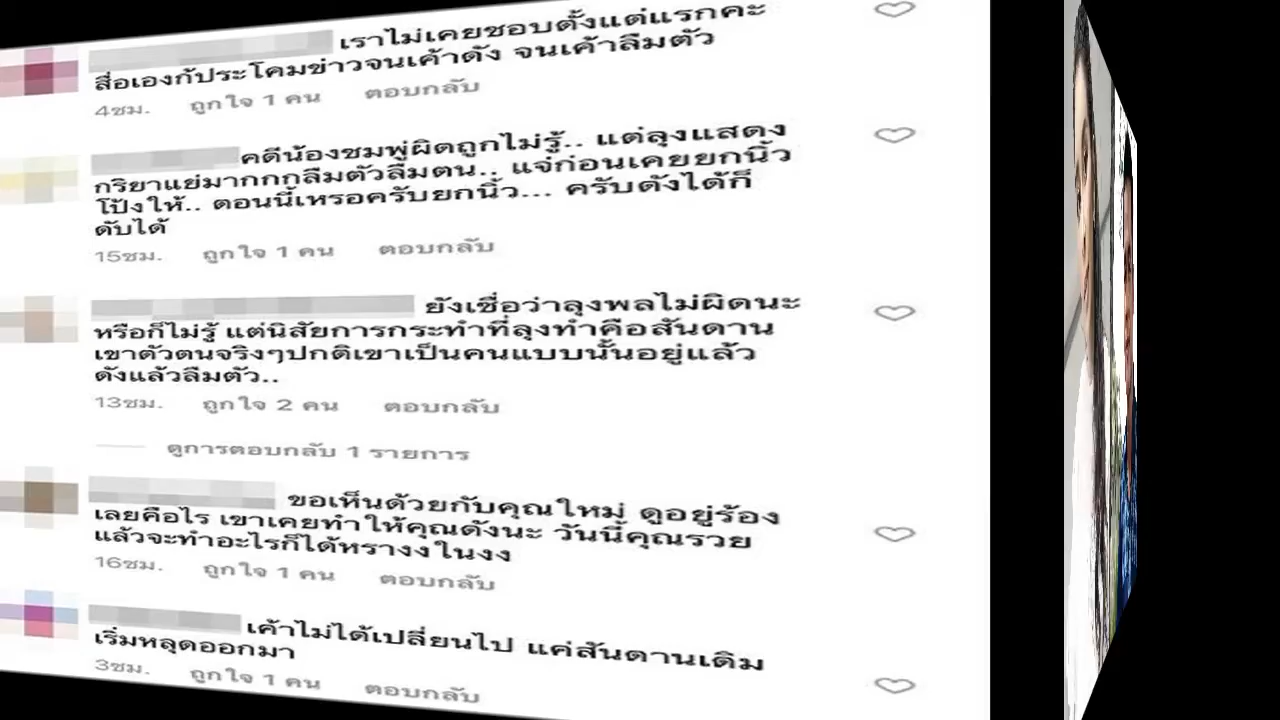 เราไม่เคยชอบตั้งแต่แรกคะ
สื่อเองก้ประโคมข่าวจนเค้าดัง จนเค้าลืมตัว
4ชม. ถูกใจ 1 คน ตอบกลับ
คดีน้องชมพู่ผิดถูกไม่รู้.. แต่ลุงแสดง
กริยาแย่มากกกลืมตัวลืมตน.. แจ่ก่อนเคยยกนิ้ว
โป้งให้.. ตอนนี้เหรอครับยกนิ้ว... ครับดังได้ก็
ดับได้
15ชม. ถูกใจ 1 คน ตอบกลับ
ยังเชื่อว่าลุงพลไม่ผิดนะ
หรือก็ไม่รู้ แต่นิสัยการกระทำที่ลุงทำคือสันดาน
เขาตัวตนจริงๆปกติเขาเป็นคนแบบนั้นอยู่แล้ว
ดังแล้วลืมตัว..
13ชม. ถูกใจ 2 คน ตอบกลับ
ดูการตอบกลับ 1 รายการ
ขอเห็นด้วยกับคุณใหม่ ดูอยู่ร้อง
เลยคือไร เขาเคยทำให้คุณดังนะ วันนี้คุณรวย
แล้วจะทำอะไรก็ได้หรางงในงง
16ชม. ถูกใจ 1 คน ตอบกลับ
เค้าไม่ได้เปลี่ยนไป แค่สันดานเดิม
เริ่มหลุดออกมา
3ชม. ถูกใจ 1 คน ตอบกลับ